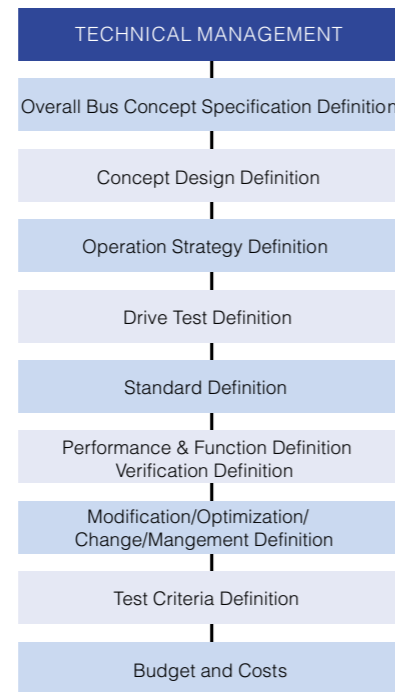 TECHNICAL MANAGEMENT
Overall Bus Concept Specification Definition
Concept Design Definition
Operation Strategy Definition
Drive Test Definition
Standard Definition
Performance & Function Definition
Verification Definition
Modification/Optimization/
Change/Mangement Definition
Test Criteria Definition
Budget and Costs